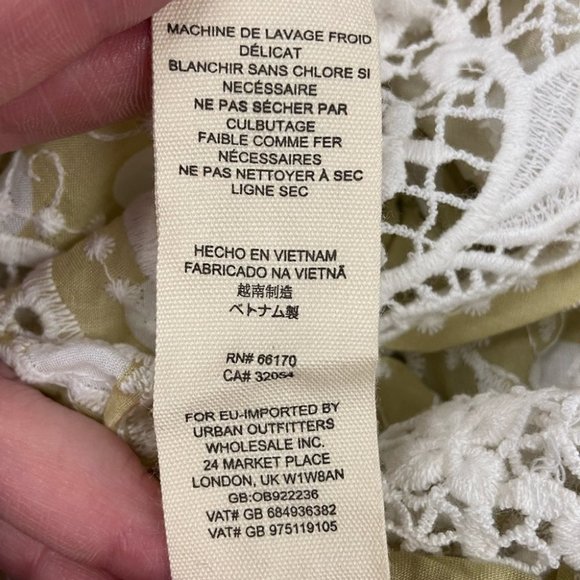 MACHINE DE LAVAGE FROID
DÉLICAT
BLANCHIR SANS CHLORE SI
NECÉSSAIRE
NE PAS SÉCHER PAR
CULBUTAGE
FAIBLE COMME FER
NÉCESSAIRES
NE PAS NETTOYER À SEC
LIGNE SEC
HECHO EN VIETNAM
FABRICADO NA VIETNÃ
越南制造
ベトナム製
RN# 66170
CA# 32054
FOR EU-IMPORTED BY
URBAN OUTFITTERS
WHOLESALE INC.
24 MARKET PLACE
LONDON, UK W1W8AN
GB:OB922236
VAT# GB 684936382
VAT# GB 975119105